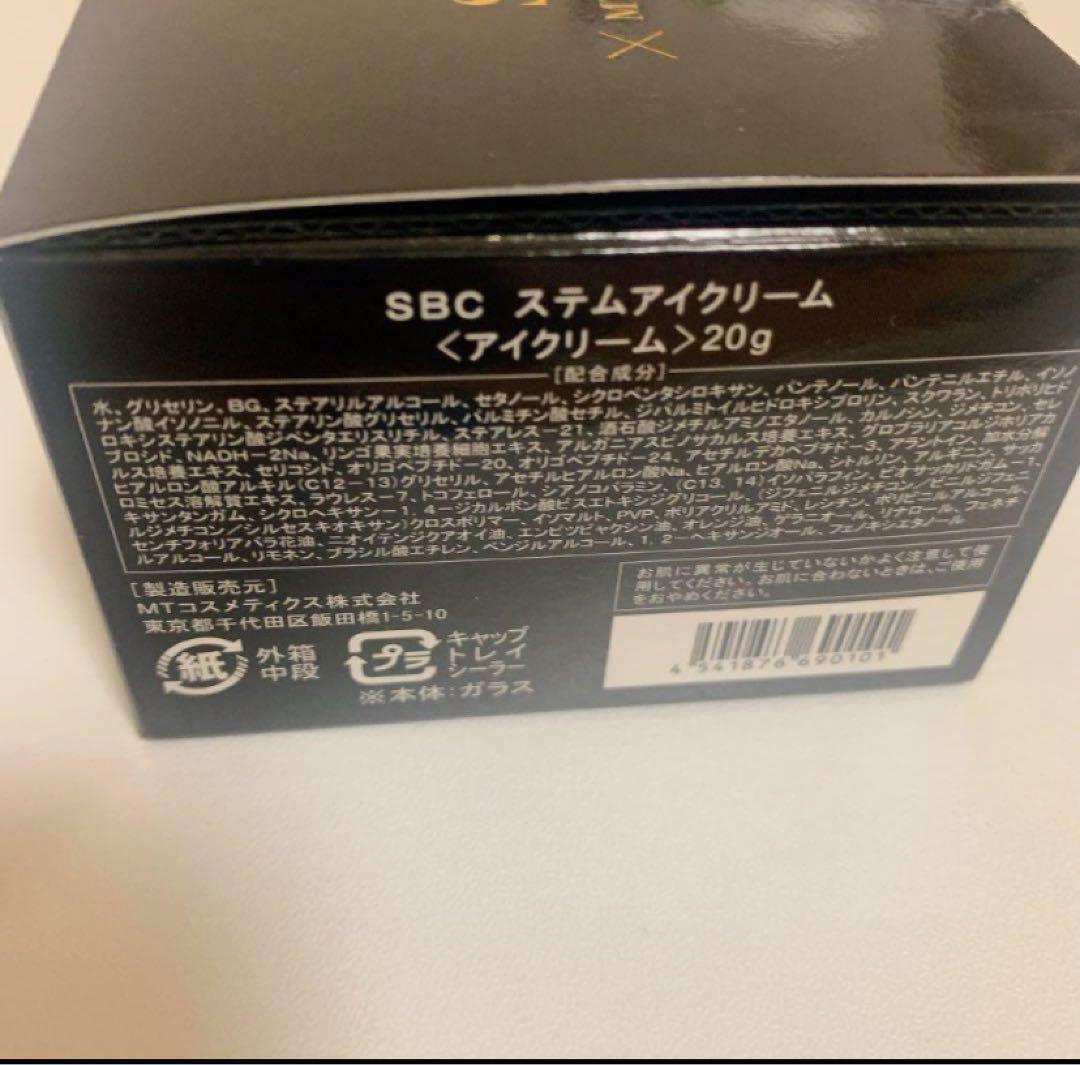 SBC ステムアイクリーム
<アイクリーム>20g
[配合成分]
水、グリセリン、BG、ステアリルアルコール、セタノール、シクロペンタシロキサン、パンテノール、パンテニルエチル、イソノ
ナン酸イソノニル、ステアリン酸グリセリル、パルミチン酸セチル、ジパルミトイルヒドロキシプロリン、スクワラン、トリポリヒド
ロキシステアリン酸ジペンタエリスリチル、ステアレス-21、酒石酸ジメチルアミノエタノール、カルノシン、ジメチコン、セレ
ブロシド、NADH-2Na、リンゴ果実培養細胞エキス、アルガニアスピノサカルス培養エキス、グロブラリアコルジホリアカ
ルス培養エキス、セリコシド、オリゴペプチド-20、オリゴペプチド-24、アセチルデカペプチド-3、アラントイン、加水分解
ヒアルロン酸アルキル(C12-13)グリセリル、アセチルヒアルロン酸Na、ヒアルロン酸Na、シトルリン、アルギニン、サッカ
ロミセス溶解質エキス、ラウレス-7、トコフェロール、シアノコバラミン、(C13, 14)イソパラフィン、ビオサッカリドガム-1、
キサンタンガム、シクロヘキサン-1, 4-ジカルボン酸ビスエトキシジグリコール、(ジフェニルジメチコン/ビニルジフェニ
ルジメチコン/シルセスキオキサン)クロスポリマー、イソマルト、PVP、ポリアクリルアミド、レシチン、ポリビニルアルコール、
センチフォリアバラ花油、ニオイテンジクアオイ油、エンピツビャクシン油、オレンジ油、ゲラニオール、リナロール、フェネチ
ルアルコール、リモネン、ブラシル酸エチレン、ベンジルアルコール、1, 2-ヘキサンジオール、フェノキシエタノール
[製造販売元]
MTコスメティクス株式会社
東京都千代田区飯田橋1-5-10
お肌に異常が生じていないかよく注意して使
用してください。お肌に合わないときは、ご使用
をおやめください。
紙
外箱
中段
プラ
キャップ
トレイ
シーラー
※本体:ガラス
4 541876 690101